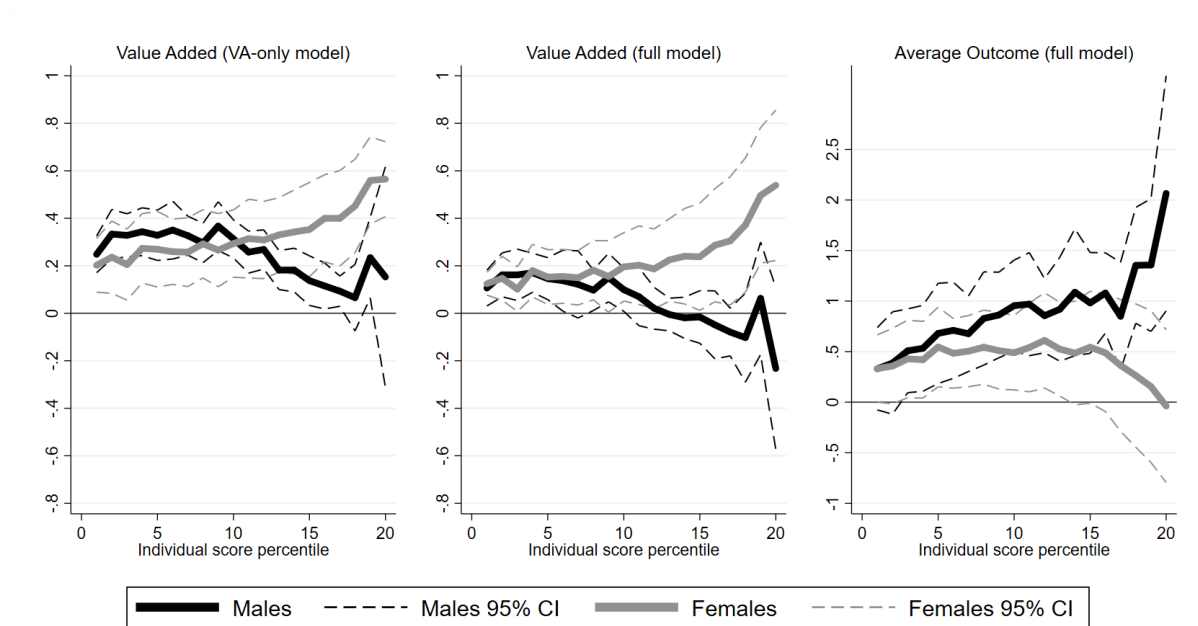 Value Added (VA-only model)
1
.8
.6
.4
.2
0
-.2
-.4
-.6
-.8
0 5 10 15 20
Individual score percentile
Value Added (full model)
1
.8
.6
.4
.2
0
-.2
-.4
-.6
-.8
0 5 10 15 20
Individual score percentile
Average Outcome (full model)
2.5
2
1.5
1
.5
0
-.5
-1
0 5 10 15 20
Individual score percentile
Males Males 95% CI Females Females 95% CI